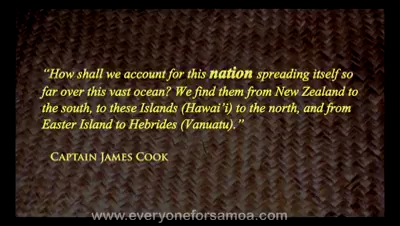 “How shall we account for this nation spreading itself so
far over this vast ocean? We find them from New Zealand to
the south, to these Islands (Hawai’i) to the north, and from
Easter Island to Hebrides (Vanuatu).”
Captain James Cook
www.everyoneforsamoa.com